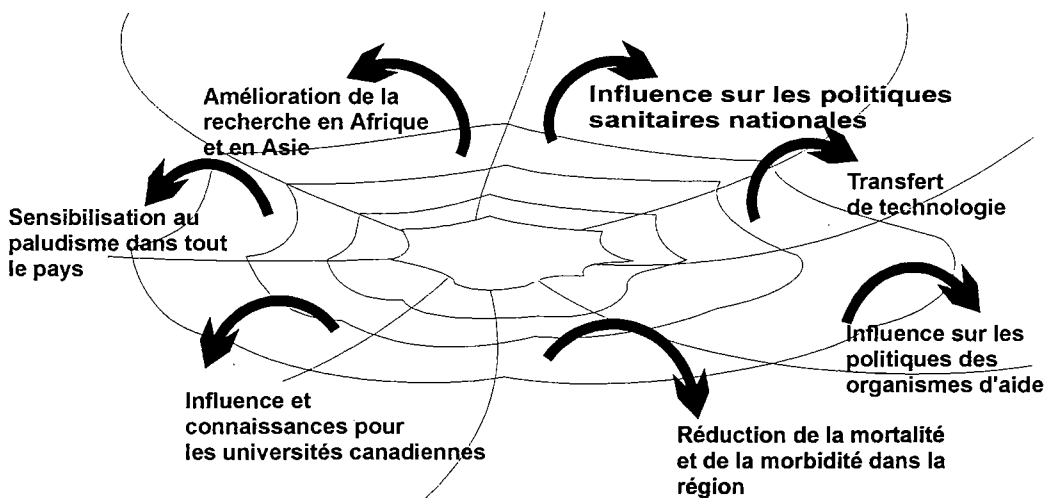 Amélioration de la
recherche en Afrique
et en Asie
Influence sur les politiques
sanitaires nationales
Transfert
de technologie
Sensibilisation au
paludisme dans tout
le pays
Influence sur les
politiques des
organismes d'aide
Influence et
connaissances pour
les universités canadiennes
Réduction de la mortalité
et de la morbidité dans la
région